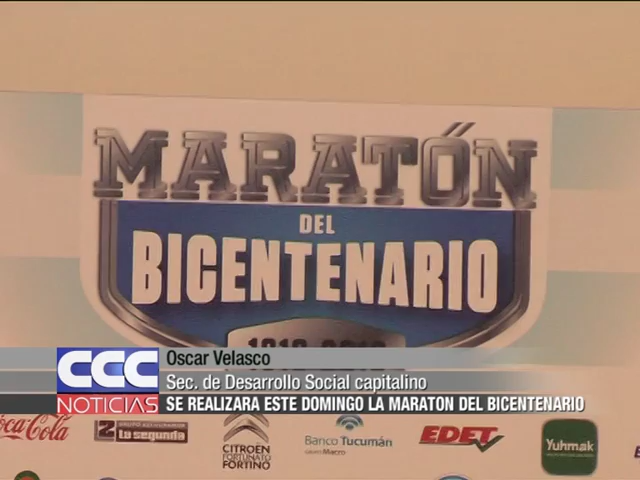 MARATÓN
DEL
BICENTENARIO
Oscar Velasco
Sec. de Desarrollo Social capitalino
CCC
NOTICIAS
SE REALIZARA ESTE DOMINGO LA MARATON DEL BICENTENARIO
Coca-Cola
2
la segunda
CITROËN
FORTUNATO
FORTINO
Banco Tucumán
Grupo Macro
EDET
Yuhmak